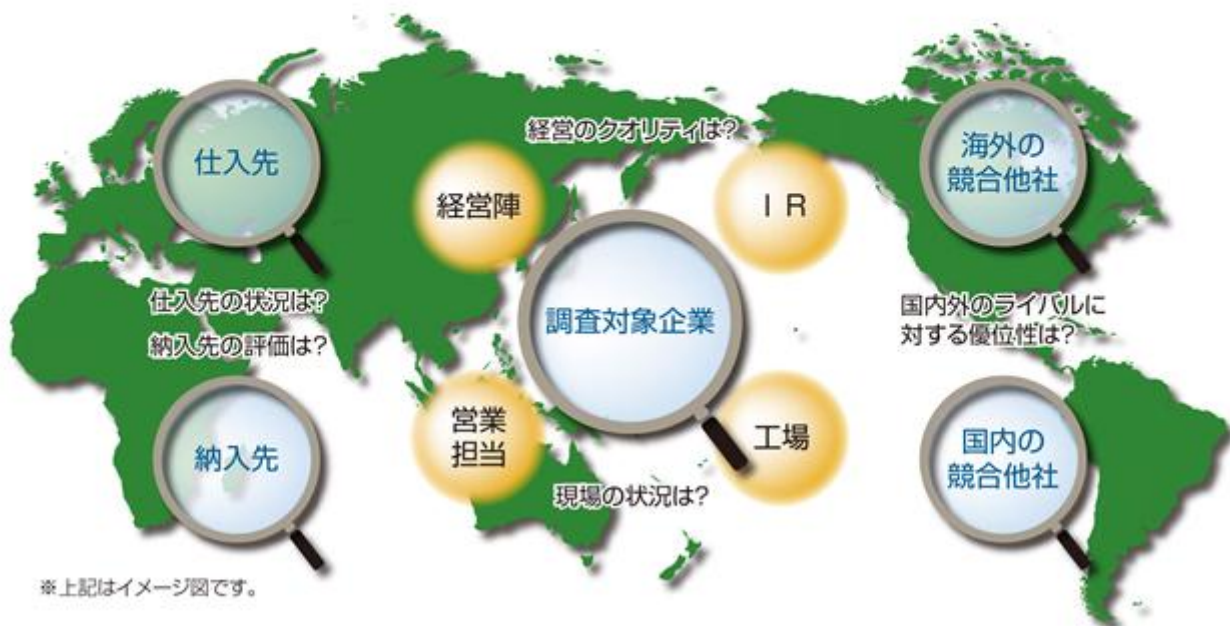 経営のクオリティは?
仕入先
経営陣
I R
海外の
競合他社
調査対象企業
仕入先の状況は?
納入先の評価は?
国内外のライバルに
対する優位性は?
納入先
営業
担当
工場
国内の
競合他社
現場の状況は?
※上記はイメージ図です。